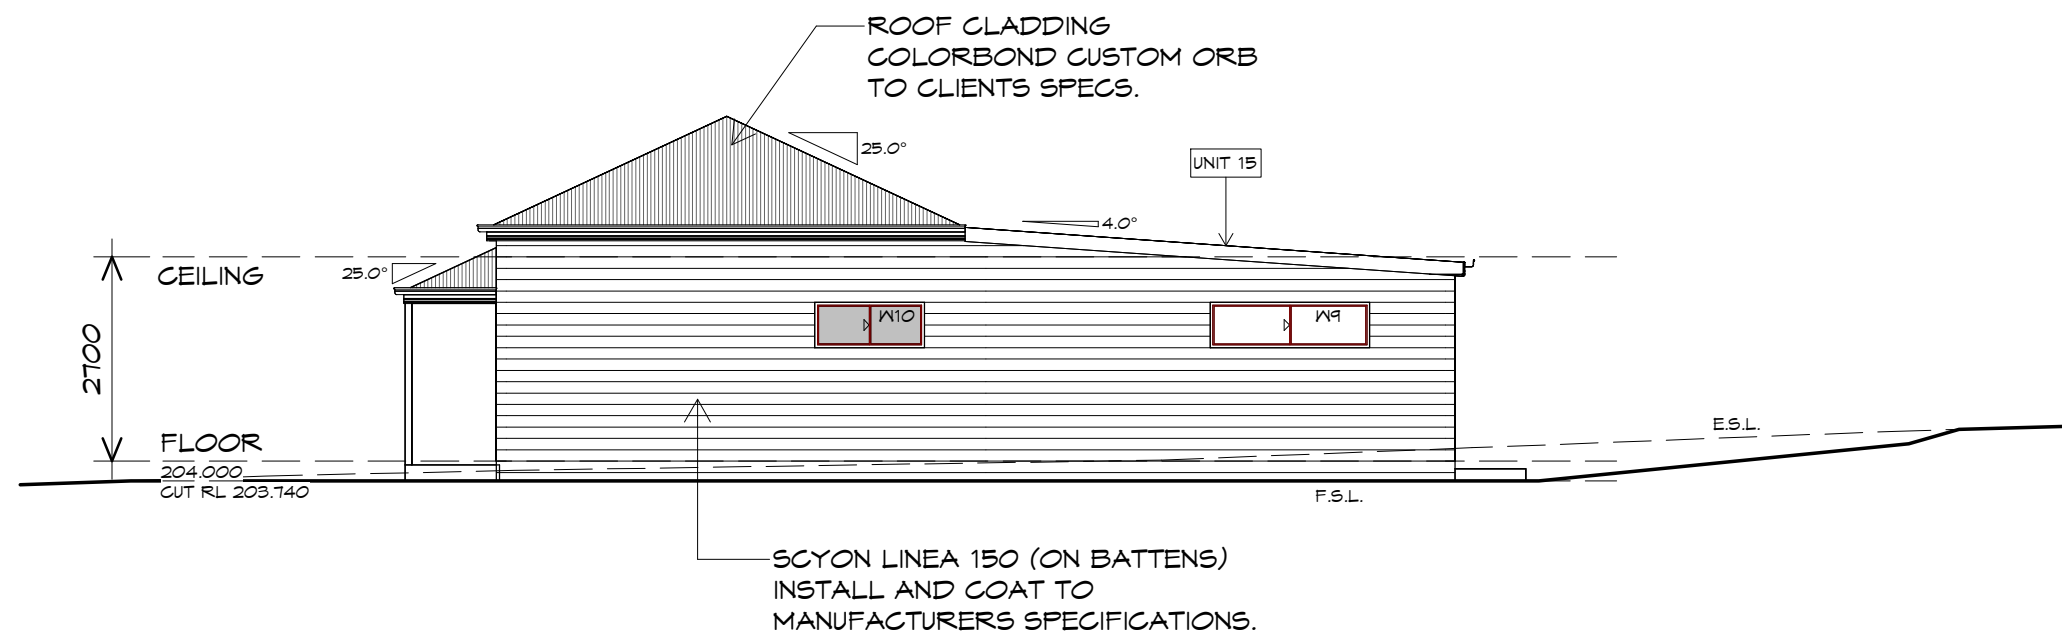 ROOF CLADDING
COLORBOND CUSTOM ORB
TO CLIENTS SPECS.
25.0°
UNIT 15
4.0°
25.0°
CEILING
2700
W10
W9
FLOOR
204.000
CUT RL 203.740
E.S.L.
F.S.L.
SCYON LINEA 150 (ON BATTENS)
INSTALL AND COAT TO
MANUFACTURERS SPECIFICATIONS.